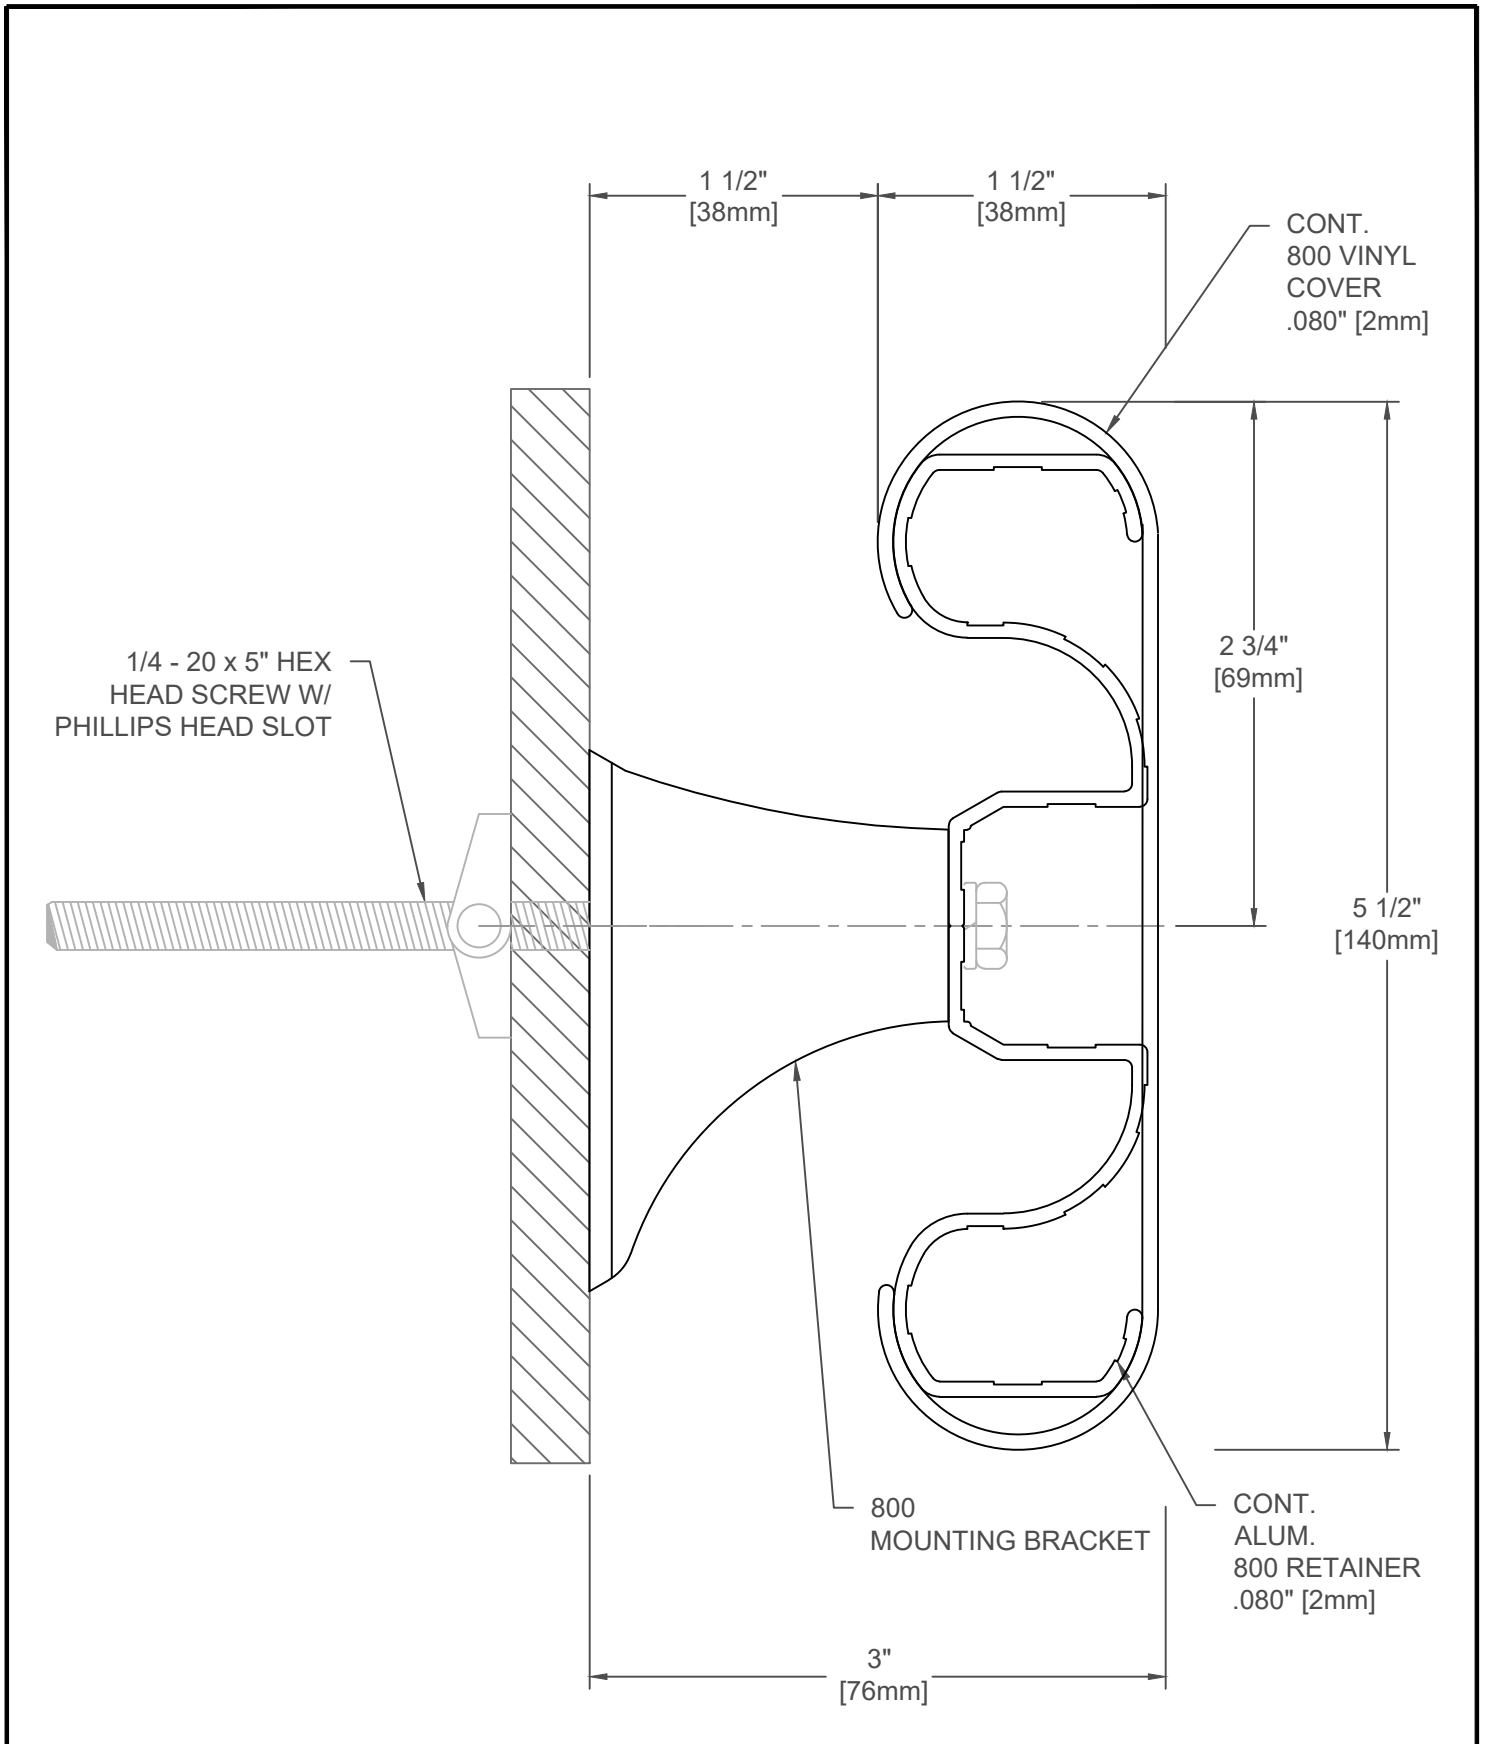 1 1/2"
[38mm]
1 1/2"
[38mm]
CONT.
800 VINYL
COVER
.080" [2mm]
2 3/4"
[69mm]
1/4 - 20 x 5" HEX
HEAD SCREW W/
PHILLIPS HEAD SLOT
5 1/2"
[140mm]
800
MOUNTING BRACKET
CONT.
ALUM.
800 RETAINER
.080" [2mm]
3"
[76mm]